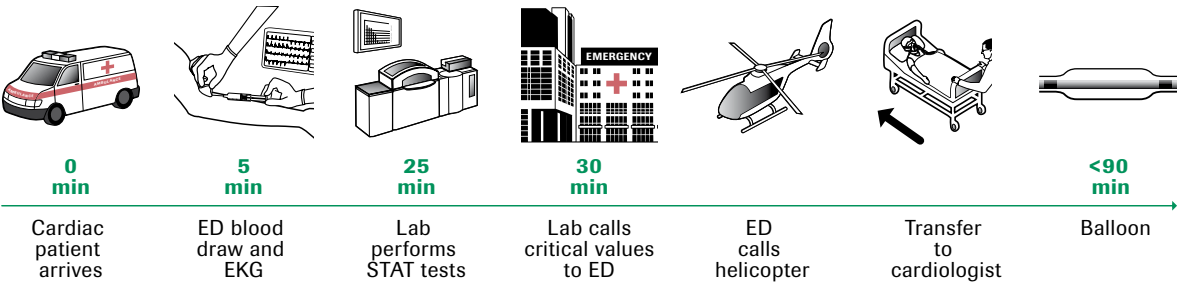 AMBULANCE
EMERGENCY
0
min
5
min
25
min
30
min
<90
min
Cardiac
patient
arrives
ED blood
draw and
EKG
Lab
performs
STAT tests
Lab calls
critical values
to ED
ED
calls
helicopter
Transfer
to
cardiologist
Balloon